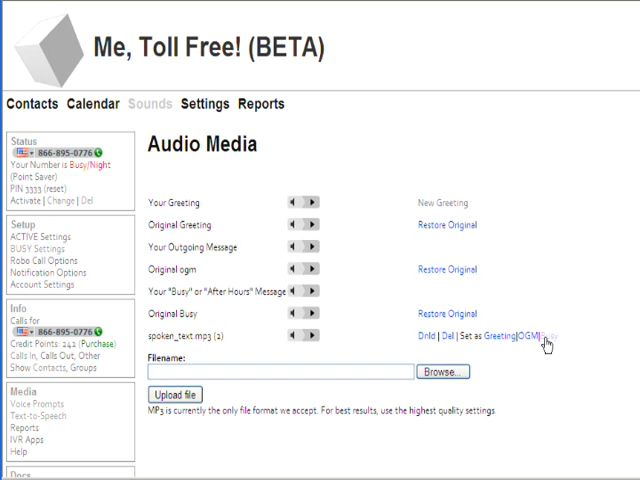 Me, Toll Free! (BETA)
Contacts Calendar Sounds Settings Reports
Status
866-895-0776
Your Number is Busy/Night
(Point Saver)
PIN 3333 (reset)
Activate | Change | Del
Setup
ACTIVE Settings
BUSY Settings
Robo Call Options
Notification Options
Account Settings
Info
Calls for
866-895-0776
Credit Points: 242 (Purchase)
Calls In, Calls Out, Other
Show Contacts, Groups
Media
Voice Prompts
Text-to-Speech
Reports
IVR Apps
Help
Docs
Audio Media
Your Greeting New Greeting
Original Greeting Restore Original
Your Outgoing Message
Original ogm Restore Original
Your "Busy" or "After Hours" Message
Original Busy Restore Original
spoken_text.mp3 (2) Dnld | Del | Set as Greeting|OGM|Busy
Filename:
Browse...
Upload file
MP3 is currently the only file format we accept. For best results, use the highest quality settings